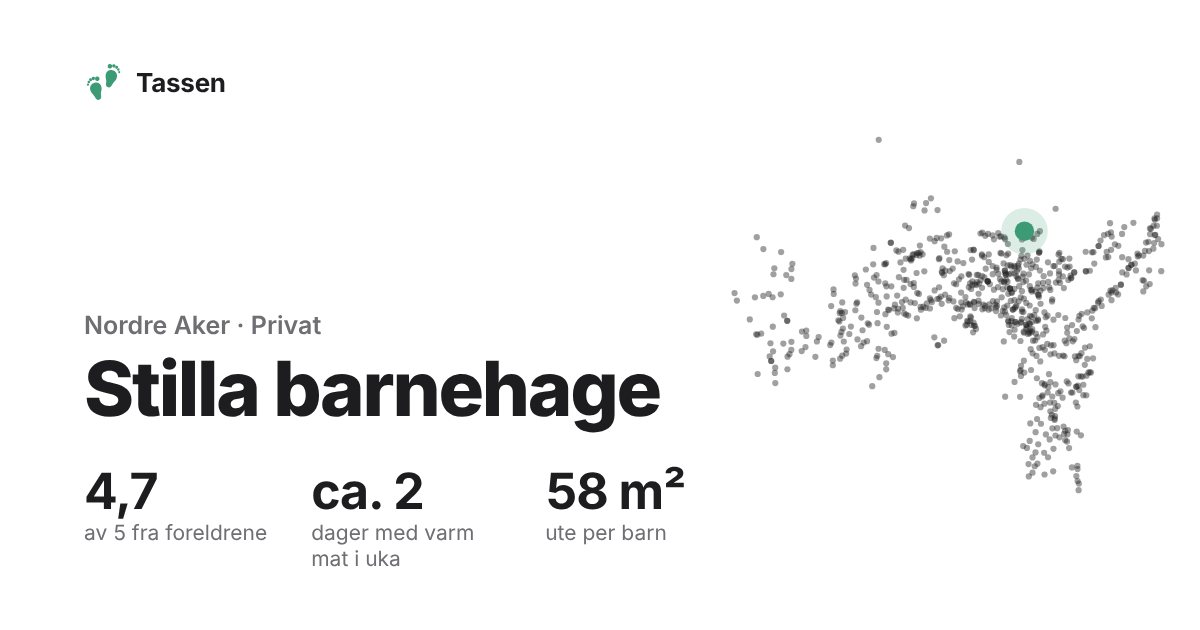 Tassen
Nordre Aker · Privat
Stilla barnehage
4,7
av 5 fra foreldrene
ca. 2
dager med varm
mat i uka
58 m²
ute per barn